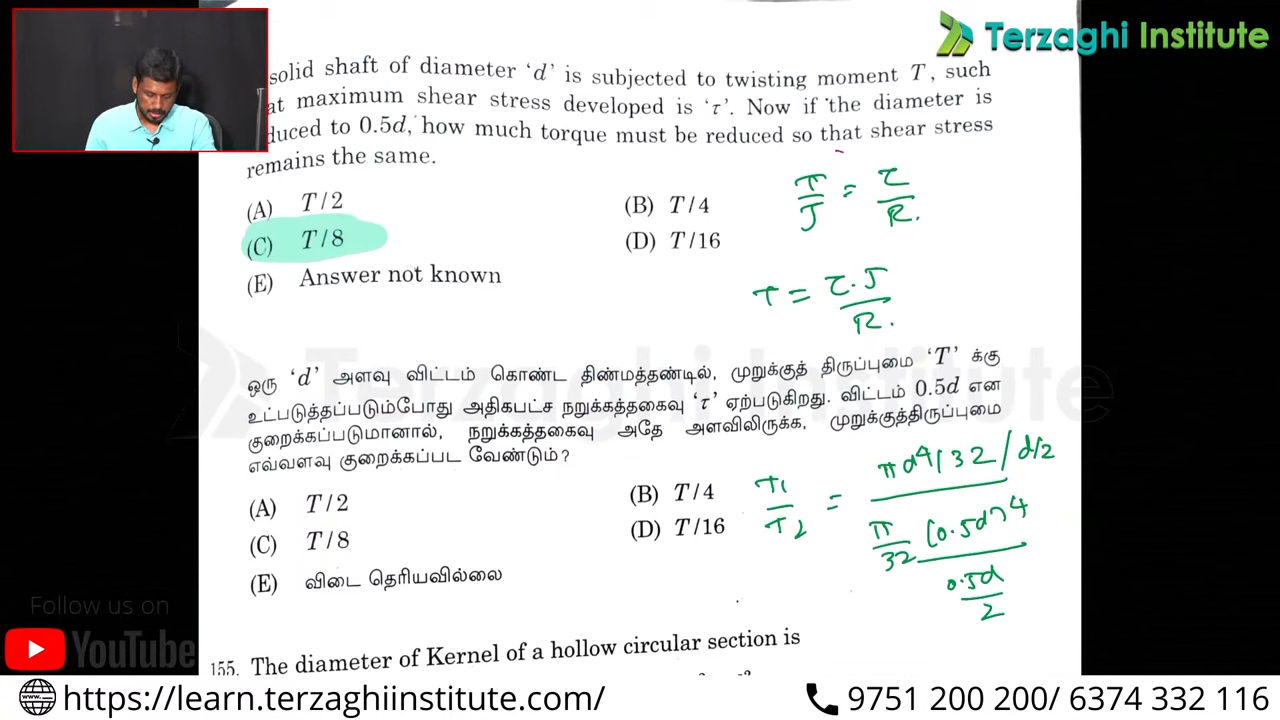 Terzaghi Institute
solid shaft of diameter ‘d’ is subjected to twisting moment T, such
at maximum shear stress developed is ‘τ’. Now if the diameter is
duced to 0.5d, how much torque must be reduced so that shear stress
remains the same.
(A) T/2
(B) T/4
(C) T/8
(D) T/16
(E) Answer not known
T/J = τ/R.
T = τ.J/R.
ஒரு ‘d’ அளவு விட்டம் கொண்ட திண்மத்தண்டில், முறுக்குத் திருப்புமை ‘T’ க்கு
உட்படுத்தப்படும்போது அதிகபட்ச நறுக்கத்தகைவு ‘τ’ ஏற்படுகிறது. விட்டம் 0.5d என
குறைக்கப்படுமானால், நறுக்கத்தகைவு அதே அளவிலிருக்க, முறுக்குத்திருப்புமை
எவ்வளவு குறைக்கப்பட வேண்டும்?
(A) T/2
(B) T/4
(C) T/8
(D) T/16
(E) விடை தெரியவில்லை
T1/T2 = πd4/32 / d/2
π/32 (0.5d)4
0.5d/2
155. The diameter of Kernel of a hollow circular section is
Terzaghi Institute
Follow us on
YouTube
https://learn.terzaghiinstitute.com/
9751 200 200/ 6374 332 116